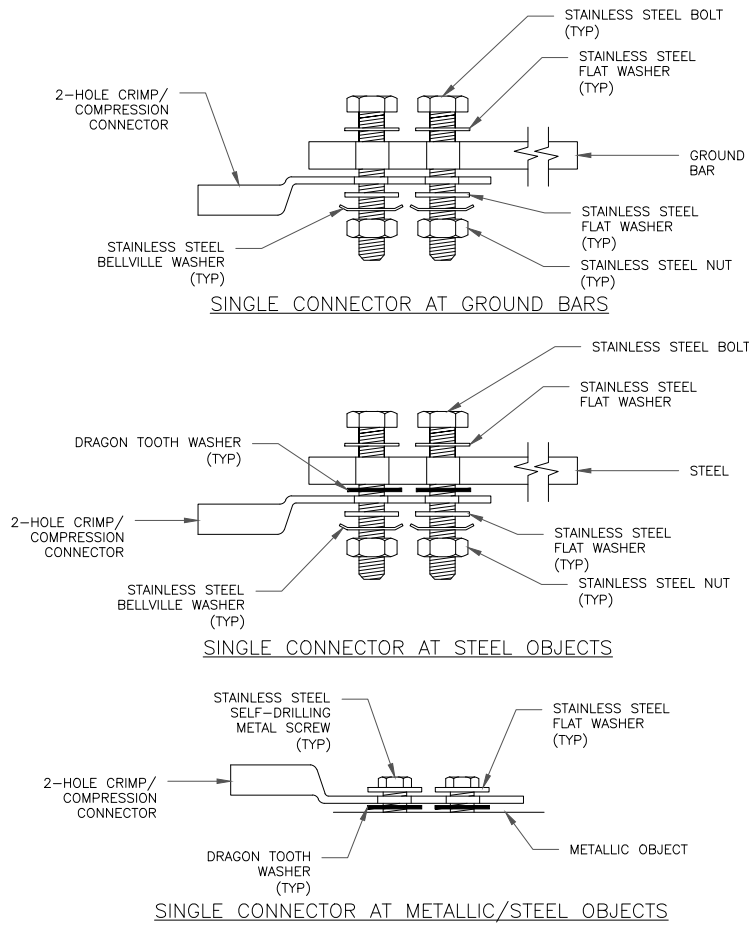 STAINLESS STEEL BOLT
(TYP)
STAINLESS STEEL
FLAT WASHER
(TYP)
2-HOLE CRIMP/
COMPRESSION
CONNECTOR
GROUND
BAR
STAINLESS STEEL
FLAT WASHER
(TYP)
STAINLESS STEEL
BELLVILLE WASHER
(TYP)
STAINLESS STEEL NUT
(TYP)
SINGLE CONNECTOR AT GROUND BARS
STAINLESS STEEL BOLT
STAINLESS STEEL
FLAT WASHER
DRAGON TOOTH WASHER
(TYP)
STEEL
2-HOLE CRIMP/
COMPRESSION
CONNECTOR
STAINLESS STEEL
FLAT WASHER
(TYP)
STAINLESS STEEL
BELLVILLE WASHER
(TYP)
STAINLESS STEEL NUT
(TYP)
SINGLE CONNECTOR AT STEEL OBJECTS
STAINLESS STEEL
SELF-DRILLING
METAL SCREW
(TYP)
STAINLESS STEEL
FLAT WASHER
(TYP)
2-HOLE CRIMP/
COMPRESSION
CONNECTOR
DRAGON TOOTH
WASHER
(TYP)
METALLIC OBJECT
SINGLE CONNECTOR AT METALLIC/STEEL OBJECTS